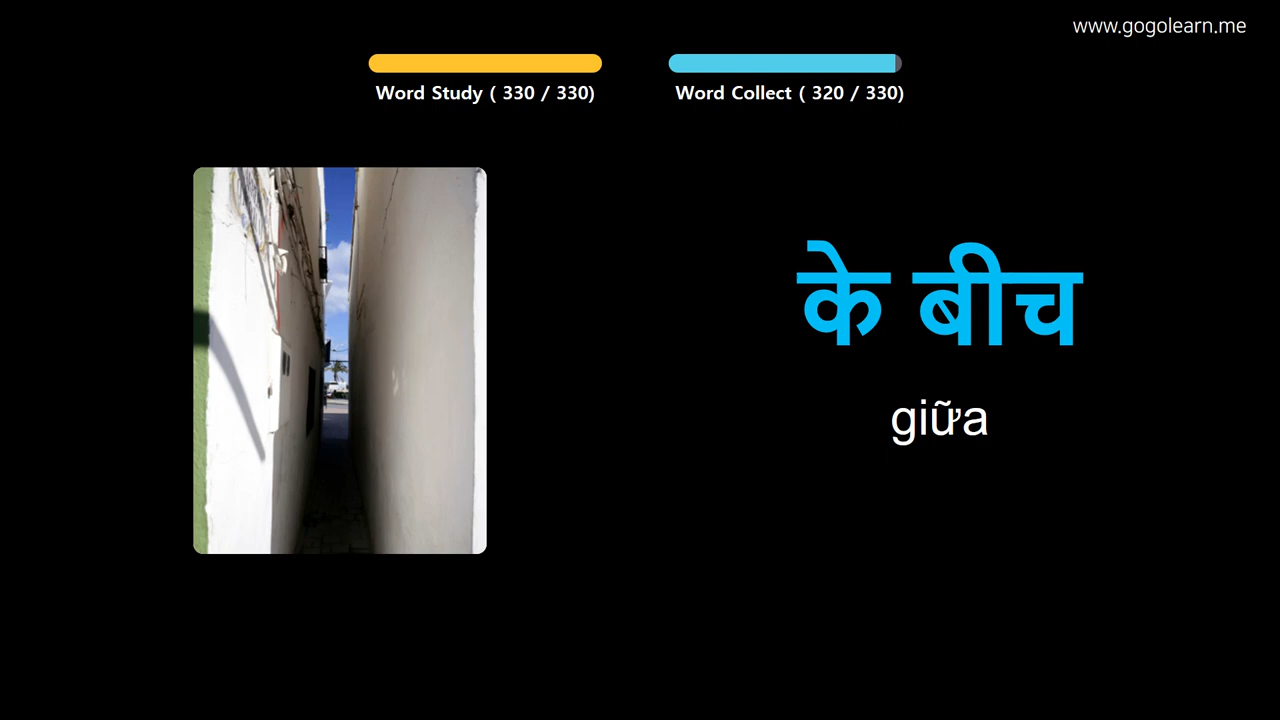 www.gogolearn.me
Word Study ( 330 / 330)
Word Collect ( 320 / 330)
के बीच
giữa